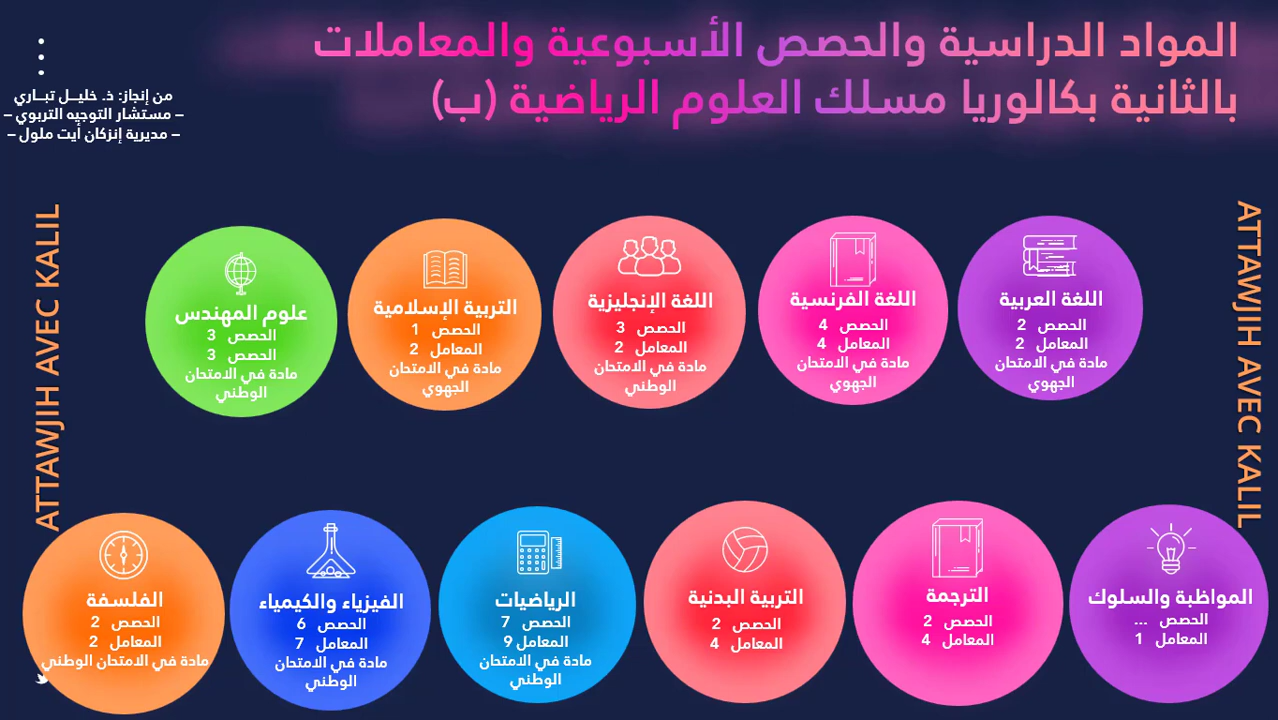 المواد الدراسية والحصص الأسبوعية والمعاملات
بالثانية بكالوريا مسلك العلوم الرياضية (ب)
من إنجاز: ذ. خليـل تبـاري
– مستشار التوجيه التربوي –
– مديرية إنزكان أيت ملول –
ATTAWJIH AVEC KALIL
ATTAWJIH AVEC KALIL
اللغة العربية
الحصص 2
المعامل 2
مادة في الامتحان
الجهوي
اللغة الفرنسية
الحصص 4
المعامل 4
مادة في الامتحان
الجهوي
اللغة الإنجليزية
الحصص 3
المعامل 2
مادة في الامتحان
الوطني
التربية الإسلامية
الحصص 1
المعامل 2
مادة في الامتحان
الجهوي
علوم المهندس
الحصص 3
الحصص 3
مادة في الامتحان
الوطني
المواظبة والسلوك
الحصص ...
المعامل 1
الترجمة
الحصص 2
المعامل 4
التربية البدنية
الحصص 2
المعامل 4
الرياضيات
الحصص 7
المعامل 9
مادة في الامتحان
الوطني
الفيزياء والكيمياء
الحصص 6
المعامل 7
مادة في الامتحان
الوطني
الفلسفة
الحصص 2
المعامل 2
مادة في الامتحان الوطني